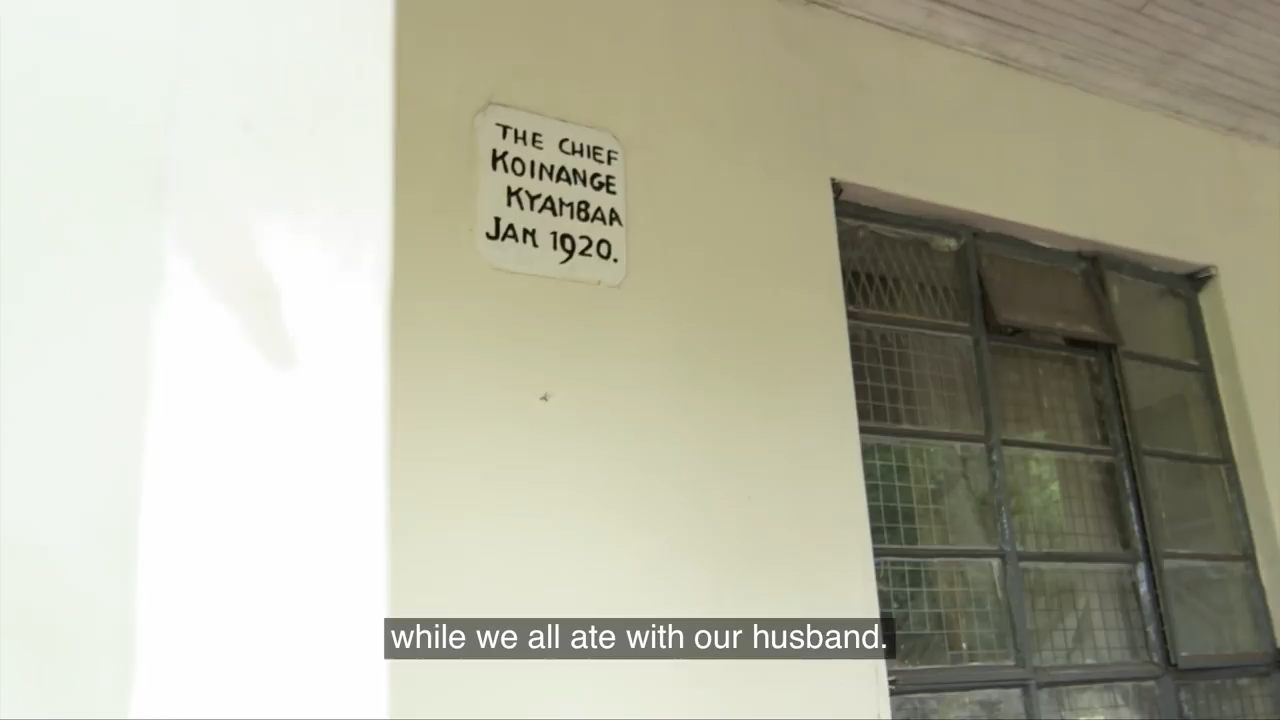 THE CHIEF
KOINANGE
KYAMBAA
JAN 1920.
while we all ate with our husband.